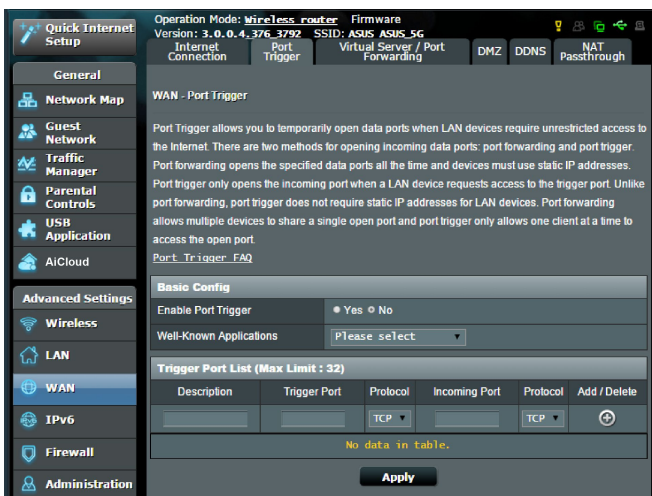 Quick Internet
Setup
General
Network Map
Guest
Network
Traffic
Manager
Parental
Controls
USB
Application
AiCloud
Advanced Settings
Wireless
LAN
WAN
IPv6
Firewall
Administration
Operation Mode: Wireless router Firmware
Version: 3.0.0.4.376_3792 SSID: ASUS ASUS_5G
Internet
Connection
Port
Trigger
Virtual Server / Port
Forwarding
DMZ
DDNS
NAT
Passthrough
WAN - Port Trigger
Port Trigger allows you to temporarily open data ports when LAN devices require unrestricted access to
the Internet. There are two methods for opening incoming data ports: port forwarding and port trigger.
Port forwarding opens the specified data ports all the time and devices must use static IP addresses.
Port trigger only opens the incoming port when a LAN device requests access to the trigger port. Unlike
port forwarding, port trigger does not require static IP addresses for LAN devices. Port forwarding
allows multiple devices to share a single open port and port trigger only allows one client at a time to
access the open port.
Port Trigger FAQ
Basic Config
Enable Port Trigger Yes No
Well-Known Applications Please select
Trigger Port List (Max Limit : 32)
Description Trigger Port Protocol Incoming Port Protocol Add / Delete
TCP TCP
No data in table.
Apply